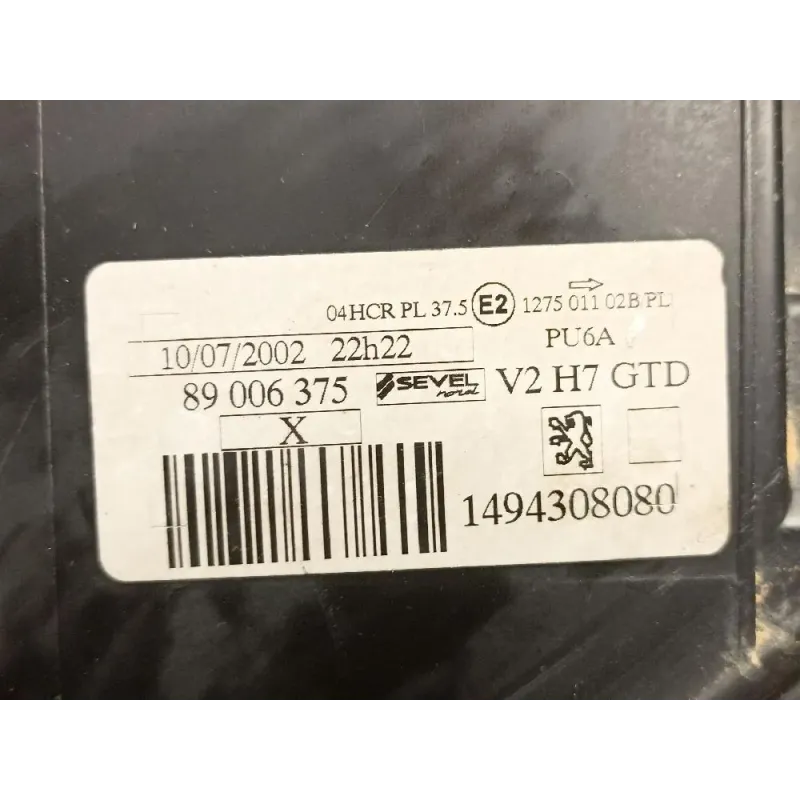 04HCR PL 37.5 E2 1275 011 02B PL
PU6A
10/07/2002 22h22
89 006 375 SEVEL nord V2 H7 GTD
X
1494308080